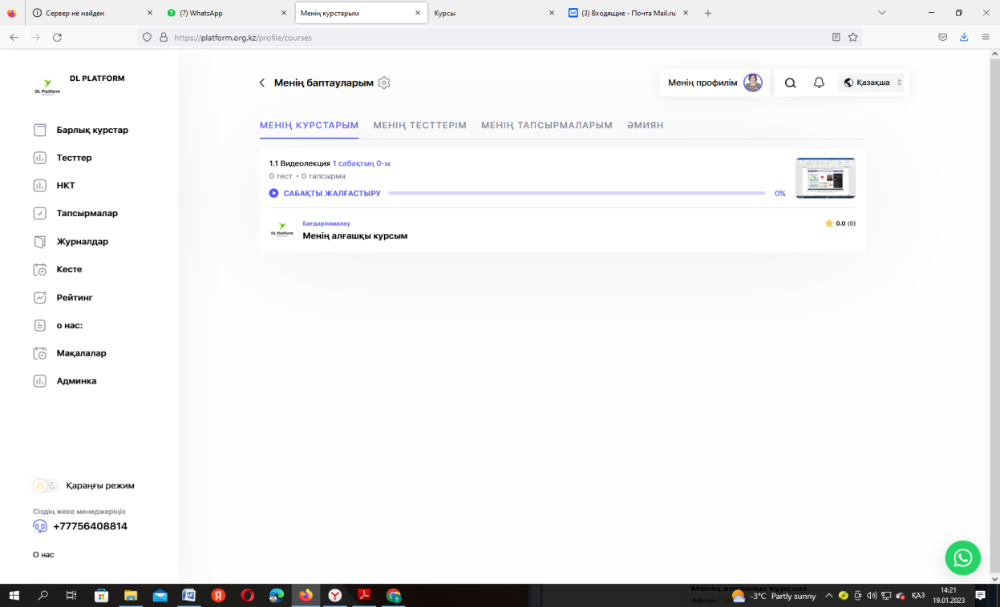 Сервер не найден
(7) WhatsApp
Менің курстарым
Курсы
(3) Входящие - Почта Mail.ru
https://platform.org.kz/profile/courses
DL PLATFORM
DL Platform
Барлық курстар
Тесттер
НКТ
Тапсырмалар
Журналдар
Кесте
Рейтинг
о нас:
Мақалалар
Админка
Қараңғы режим
Сіздің жеке менеджеріңіз
+77756408814
О нас
Менің баптауларым
Менің профилім
Қазақша
МЕНІҢ КУРСТАРЫМ
МЕНІҢ ТЕСТТЕРІМ
МЕНІҢ ТАПСЫРМАЛАРЫМ
ӘМИЯН
1.1 Видеолекция 1 сабақтың 0-ы
0 тест • 0 тапсырма
САБАҚТЫ ЖАЛҒАСТЫРУ
0%
DL Platform
Бағдарламалау
Менің алғашқы курсым
0.0 (0)
Менің алғашқы курсым
Admin
-3°C Partly sunny
ҚАЗ
14:21
19.01.2023